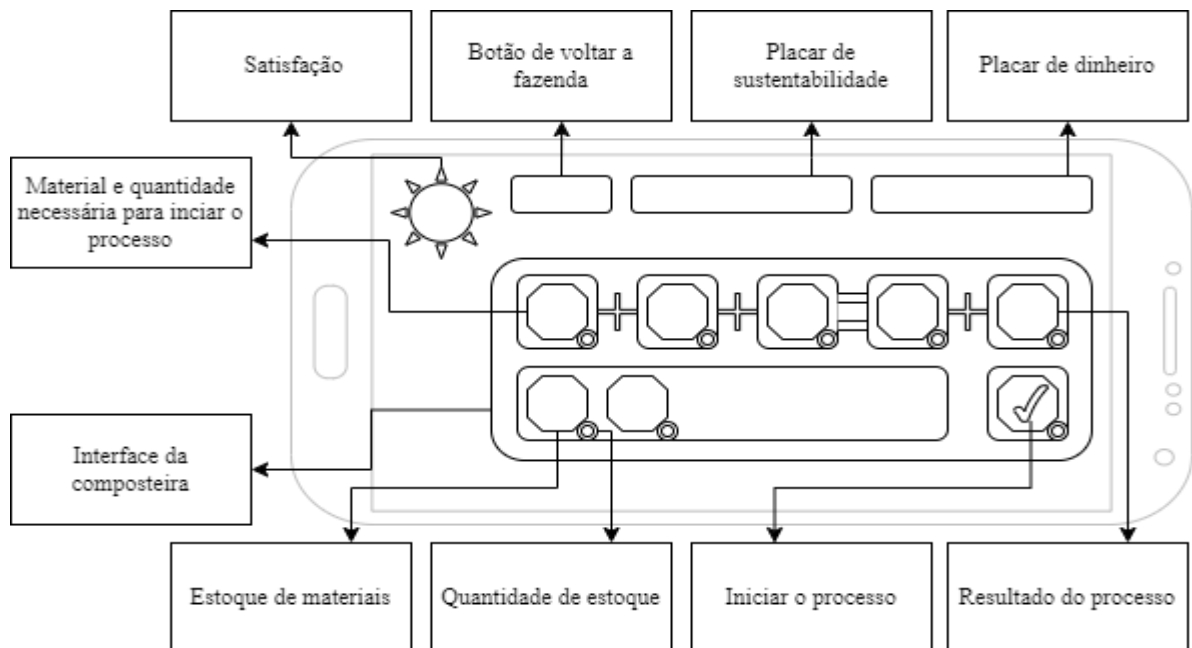 Satisfação
Botão de voltar a
fazenda
Placar de
sustentabilidade
Placar de dinheiro
Material e quantidade
necessária para inciar o
processo
Interface da
composteira
Estoque de materiais
Quantidade de estoque
Iniciar o processo
Resultado do processo